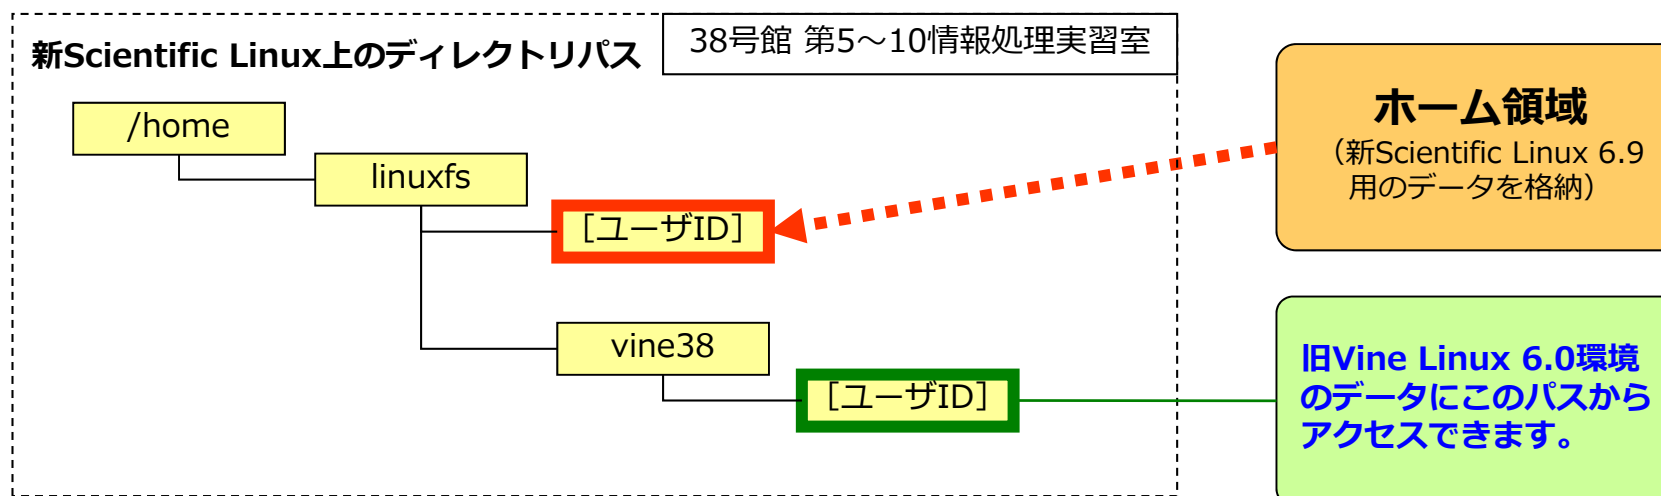 38号館 第5～10情報処理実習室
新Scientific Linux上のディレクトリパス
/home
linuxfs
［ユーザID］
vine38
［ユーザID］
ホーム領域
（新Scientific Linux 6.9
用のデータを格納）
旧Vine Linux 6.0環境
のデータにこのパスから
アクセスできます。